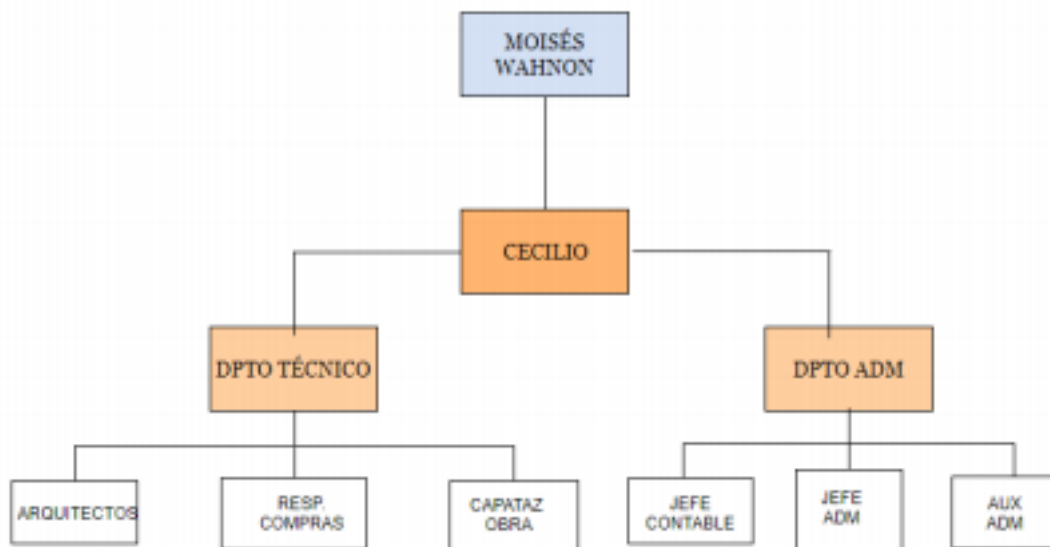 MOISÉS
WAHNON
CECILIO
DPTO TÉCNICO
DPTO ADM
ARQUITECTOS
RESP.
COMPRAS
CAPATAZ
OBRA
JEFE
CONTABLE
JEFE
ADM
AUX
ADM